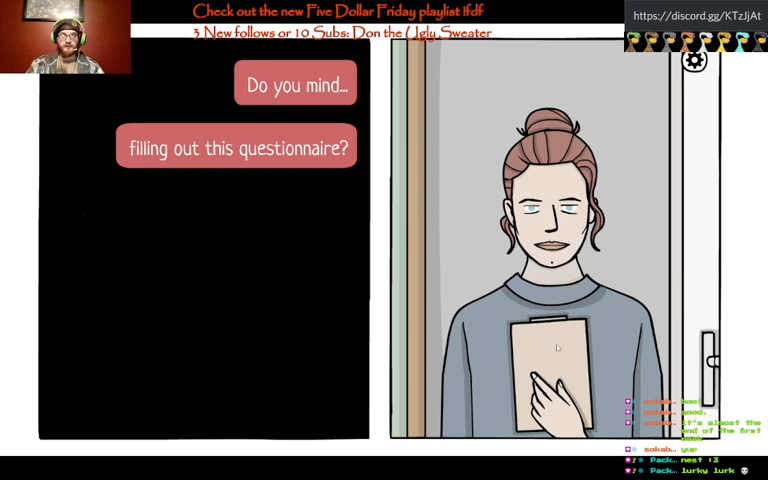 Check out the new Five Dollar Friday playlist !fdf
3 New follows or 10 Subs: Don the Ugly Sweater
https://discord.gg/KTzJjAt
Do you mind...
filling out this questionnaire?
good.
it's almost the
end of the first
yup
Pack... nest :3
Pack... lurky lurk